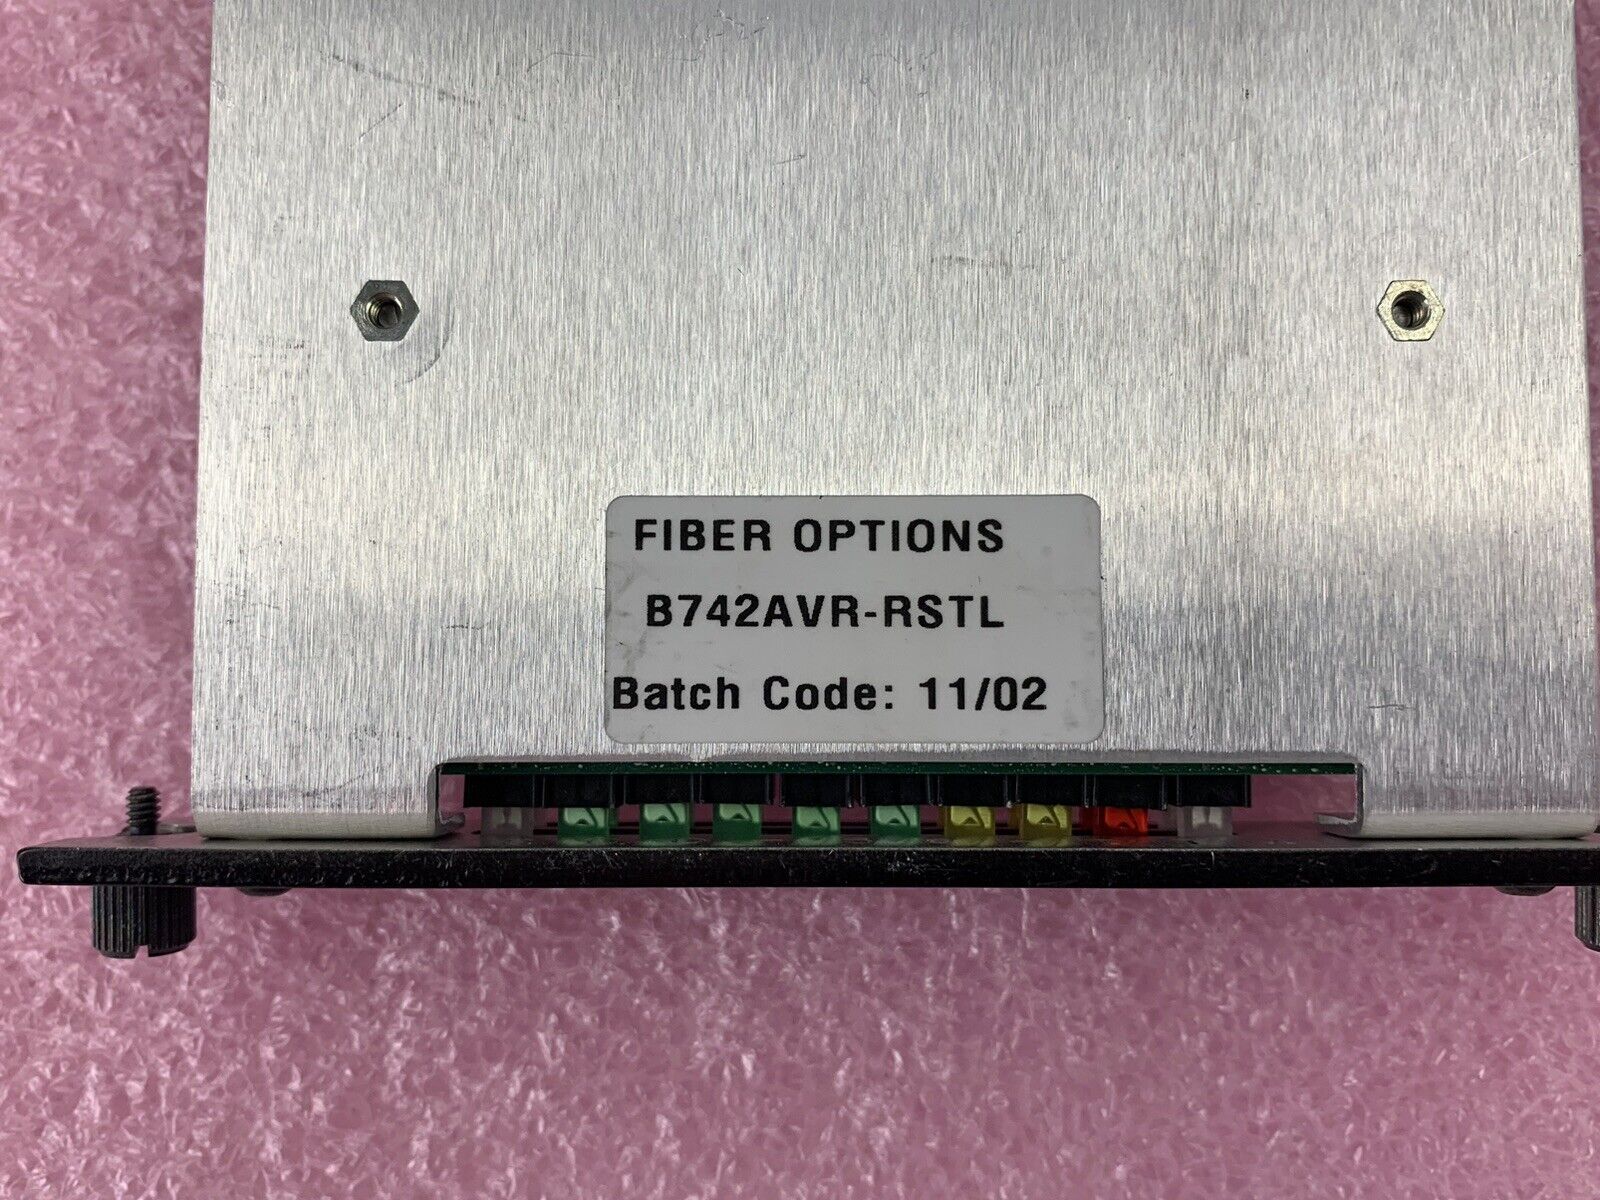 FIBER OPTIONS
B742AVR-RSTL
Batch Code: 11/02